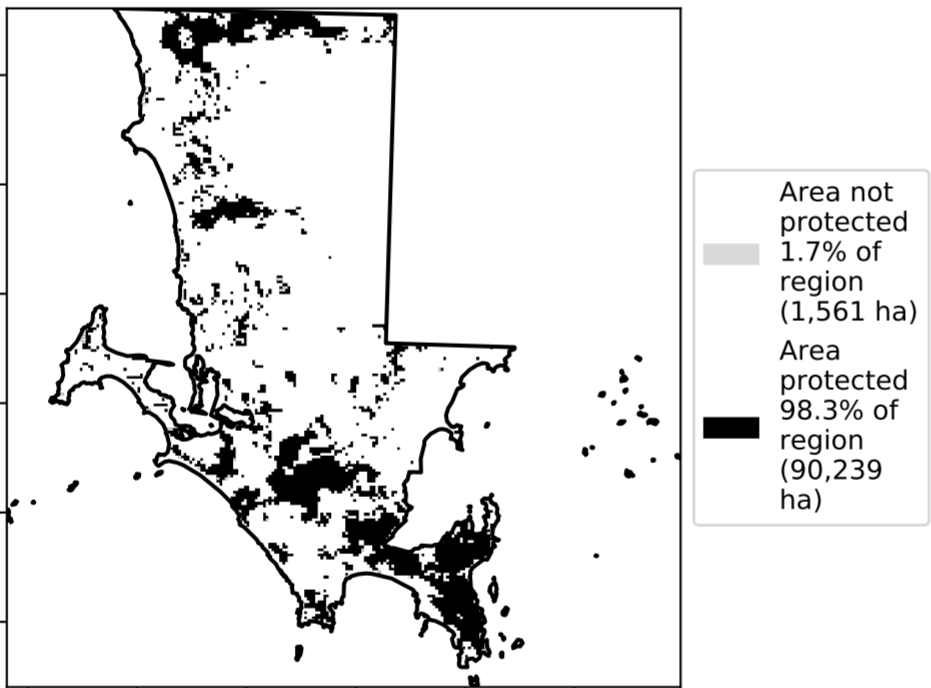 Area not
protected
1.7% of
region
(1,561 ha)
Area
protected
98.3% of
region
(90,239
ha)